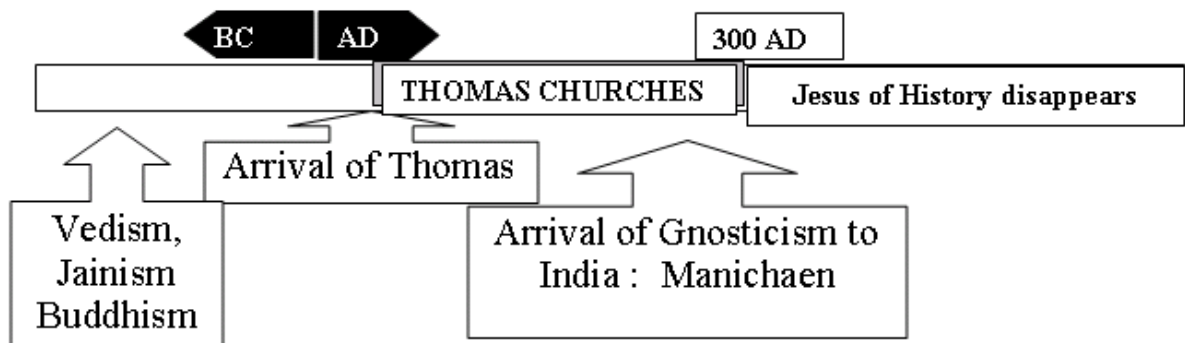 BC AD
300 AD
THOMAS CHURCHES
Jesus of History disappears
Arrival of Thomas
Vedism,
Jainism
Buddhism
Arrival of Gnosticism to
India : Manichaen